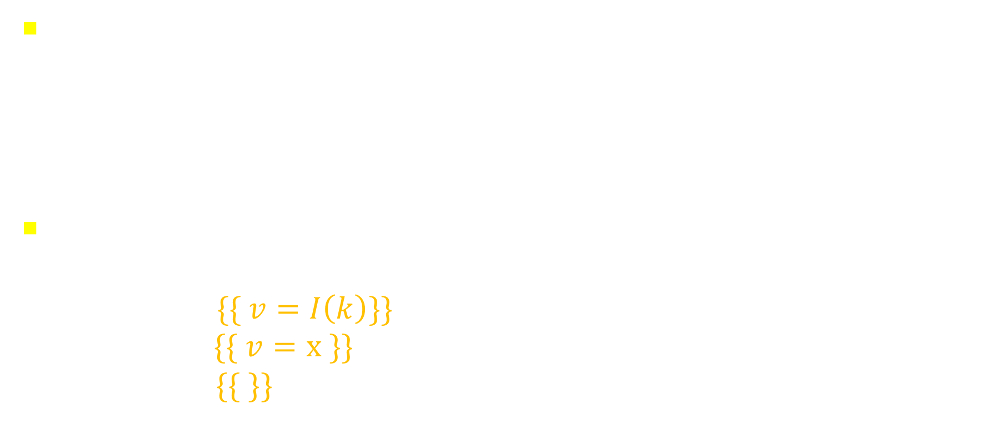 {{ v = I(k)}}
{{ v = x }}
{{ }}